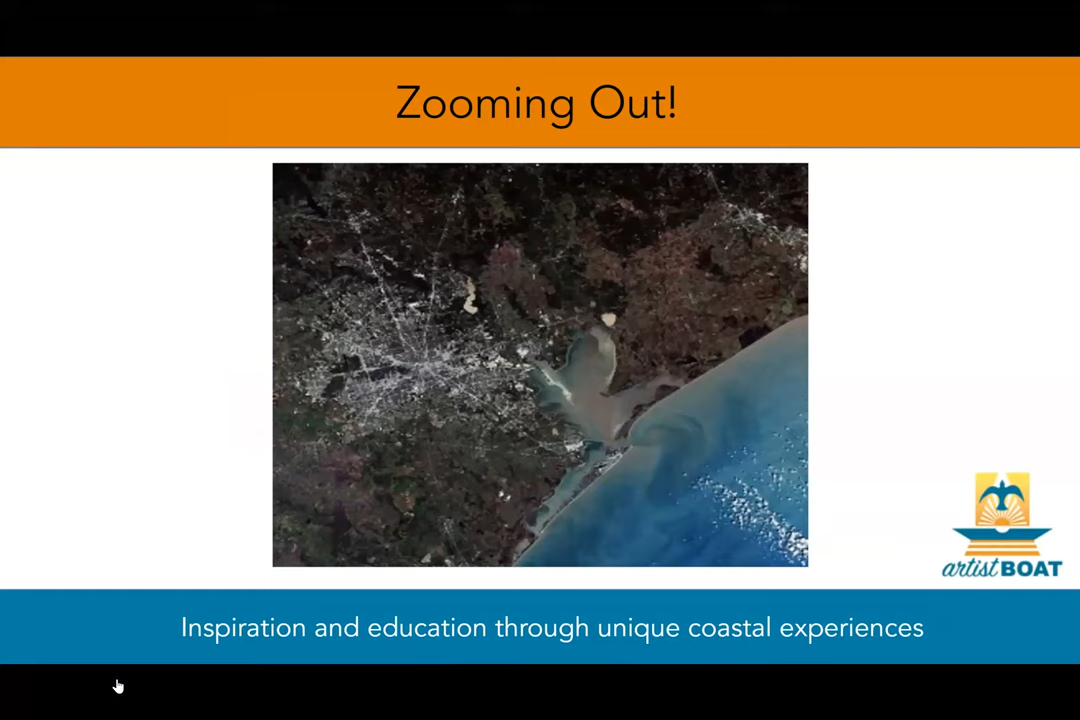 Zooming Out!
artist BOAT
Inspiration and education through unique coastal experiences